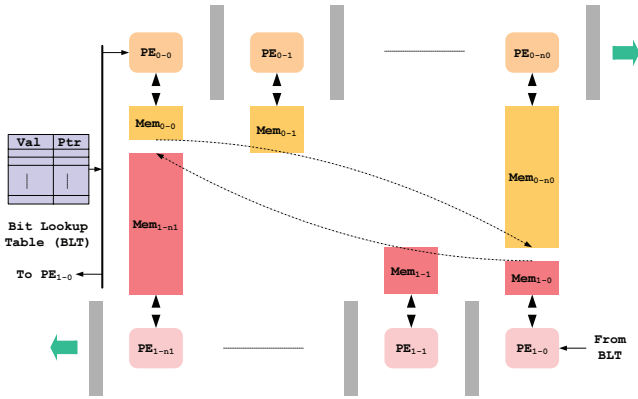 PE0-0
PE0-1
PE0-n0
Mem0-0
Mem0-1
Val Ptr
Mem0-n0
Mem1-n1
Bit Lookup
Table (BLT)
To PE1-0
Mem1-1
Mem1-0
PE1-n1
PE1-1
PE1-0
From
BLT